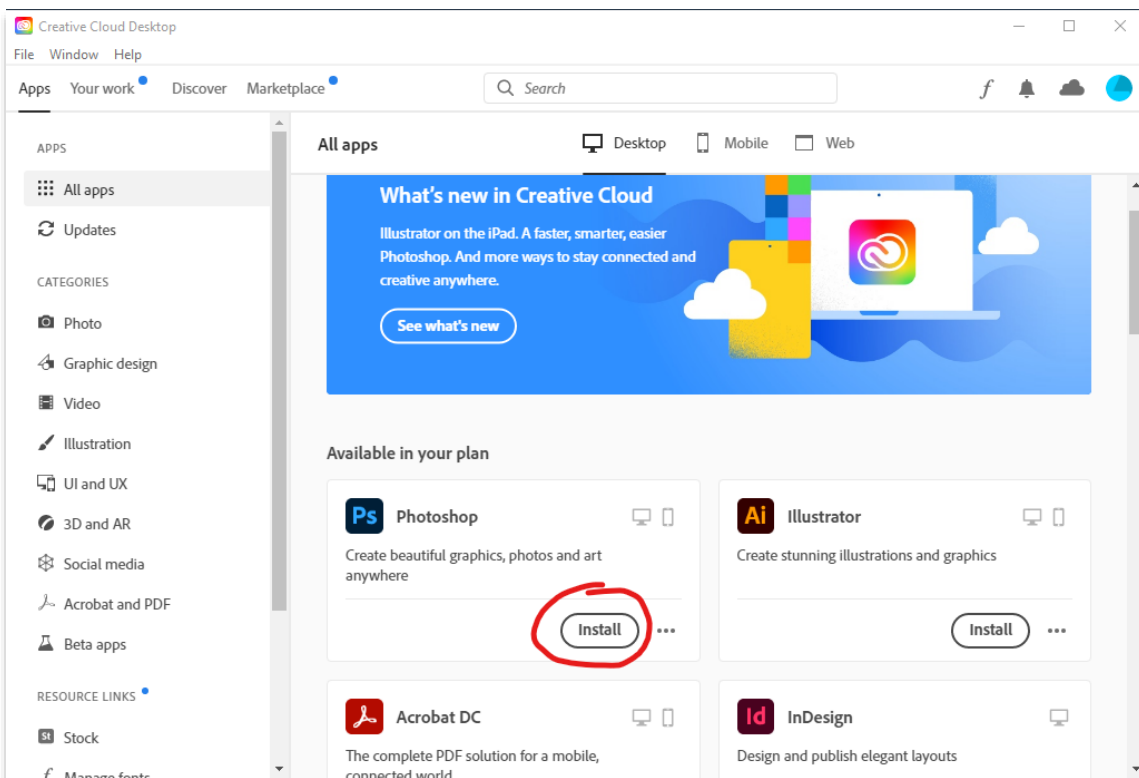 Creative Cloud Desktop
File Window Help
Apps Your work Discover Marketplace Search f
APPS
All apps
Updates
CATEGORIES
Photo
Graphic design
Video
Illustration
UI and UX
3D and AR
Social media
Acrobat and PDF
Beta apps
RESOURCE LINKS
St Stock
f Manage fonts
All apps Desktop Mobile Web
What's new in Creative Cloud
Illustrator on the iPad. A faster, smarter, easier
Photoshop. And more ways to stay connected and
creative anywhere.
See what's new
Available in your plan
Ps Photoshop
Create beautiful graphics, photos and art
anywhere
Install
Ai Illustrator
Create stunning illustrations and graphics
Install
Acrobat DC
The complete PDF solution for a mobile,
connected world
Id InDesign
Design and publish elegant layouts